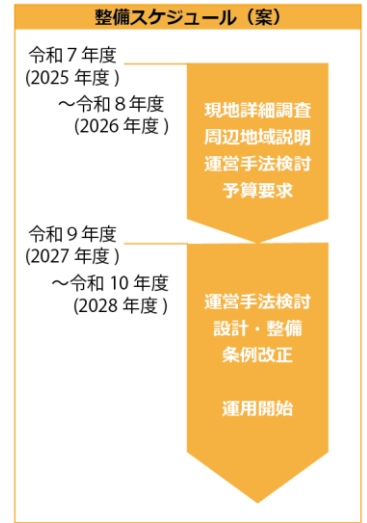 整備スケジュール（案）
令和７年度
(2025 年度 )
～令和８年度
(2026 年度 )
現地詳細調査
周辺地域説明
運営手法検討
予算要求
令和９年度
(2027 年度 )
～令和 10 年度
(2028 年度 )
運営手法検討
設計・整備
条例改正
運用開始